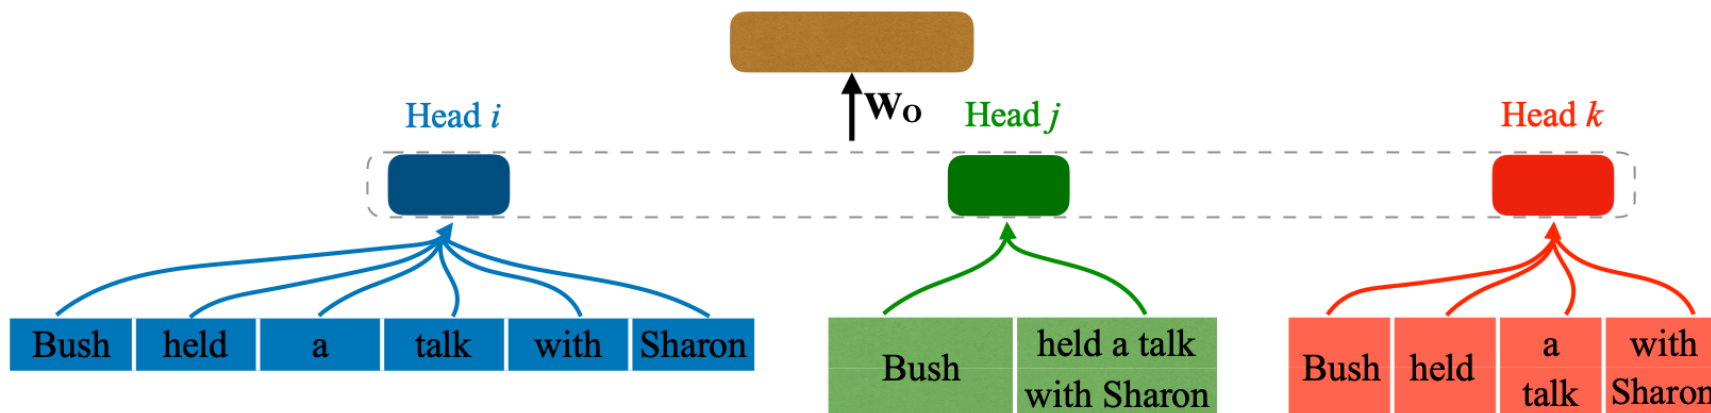 Head i
W_O
Head j
Head k
Bush held a talk with Sharon
Bush
held a talk
with Sharon
Bush held
a
talk
with
Sharon